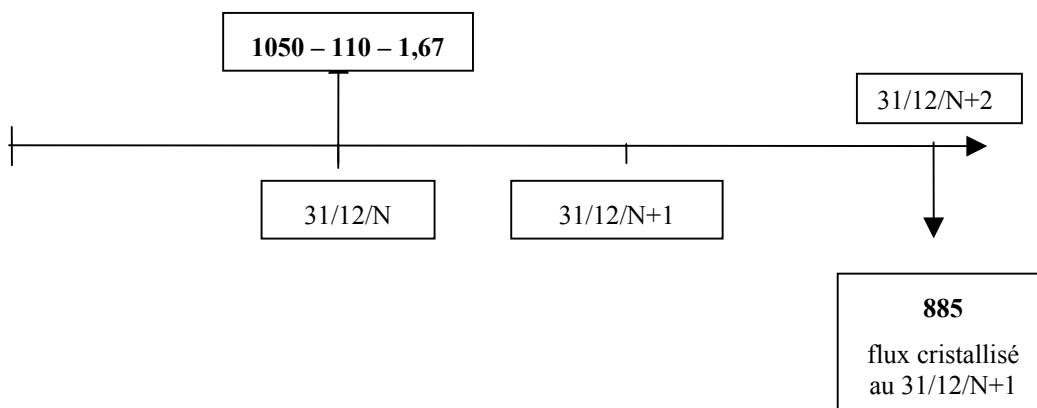 1050 – 110 – 1,67
31/12/N+2
31/12/N
31/12/N+1
885
flux cristallisé
au 31/12/N+1